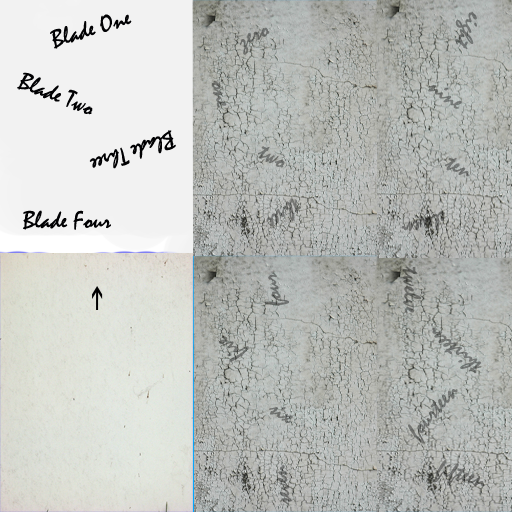 Blade One
Blade Two
Blade Three
Blade Four
zero
one
two
three
eight
nine
ten
eleven
four
five
six
seven
twelve
thirteen
fourteen
fifteen